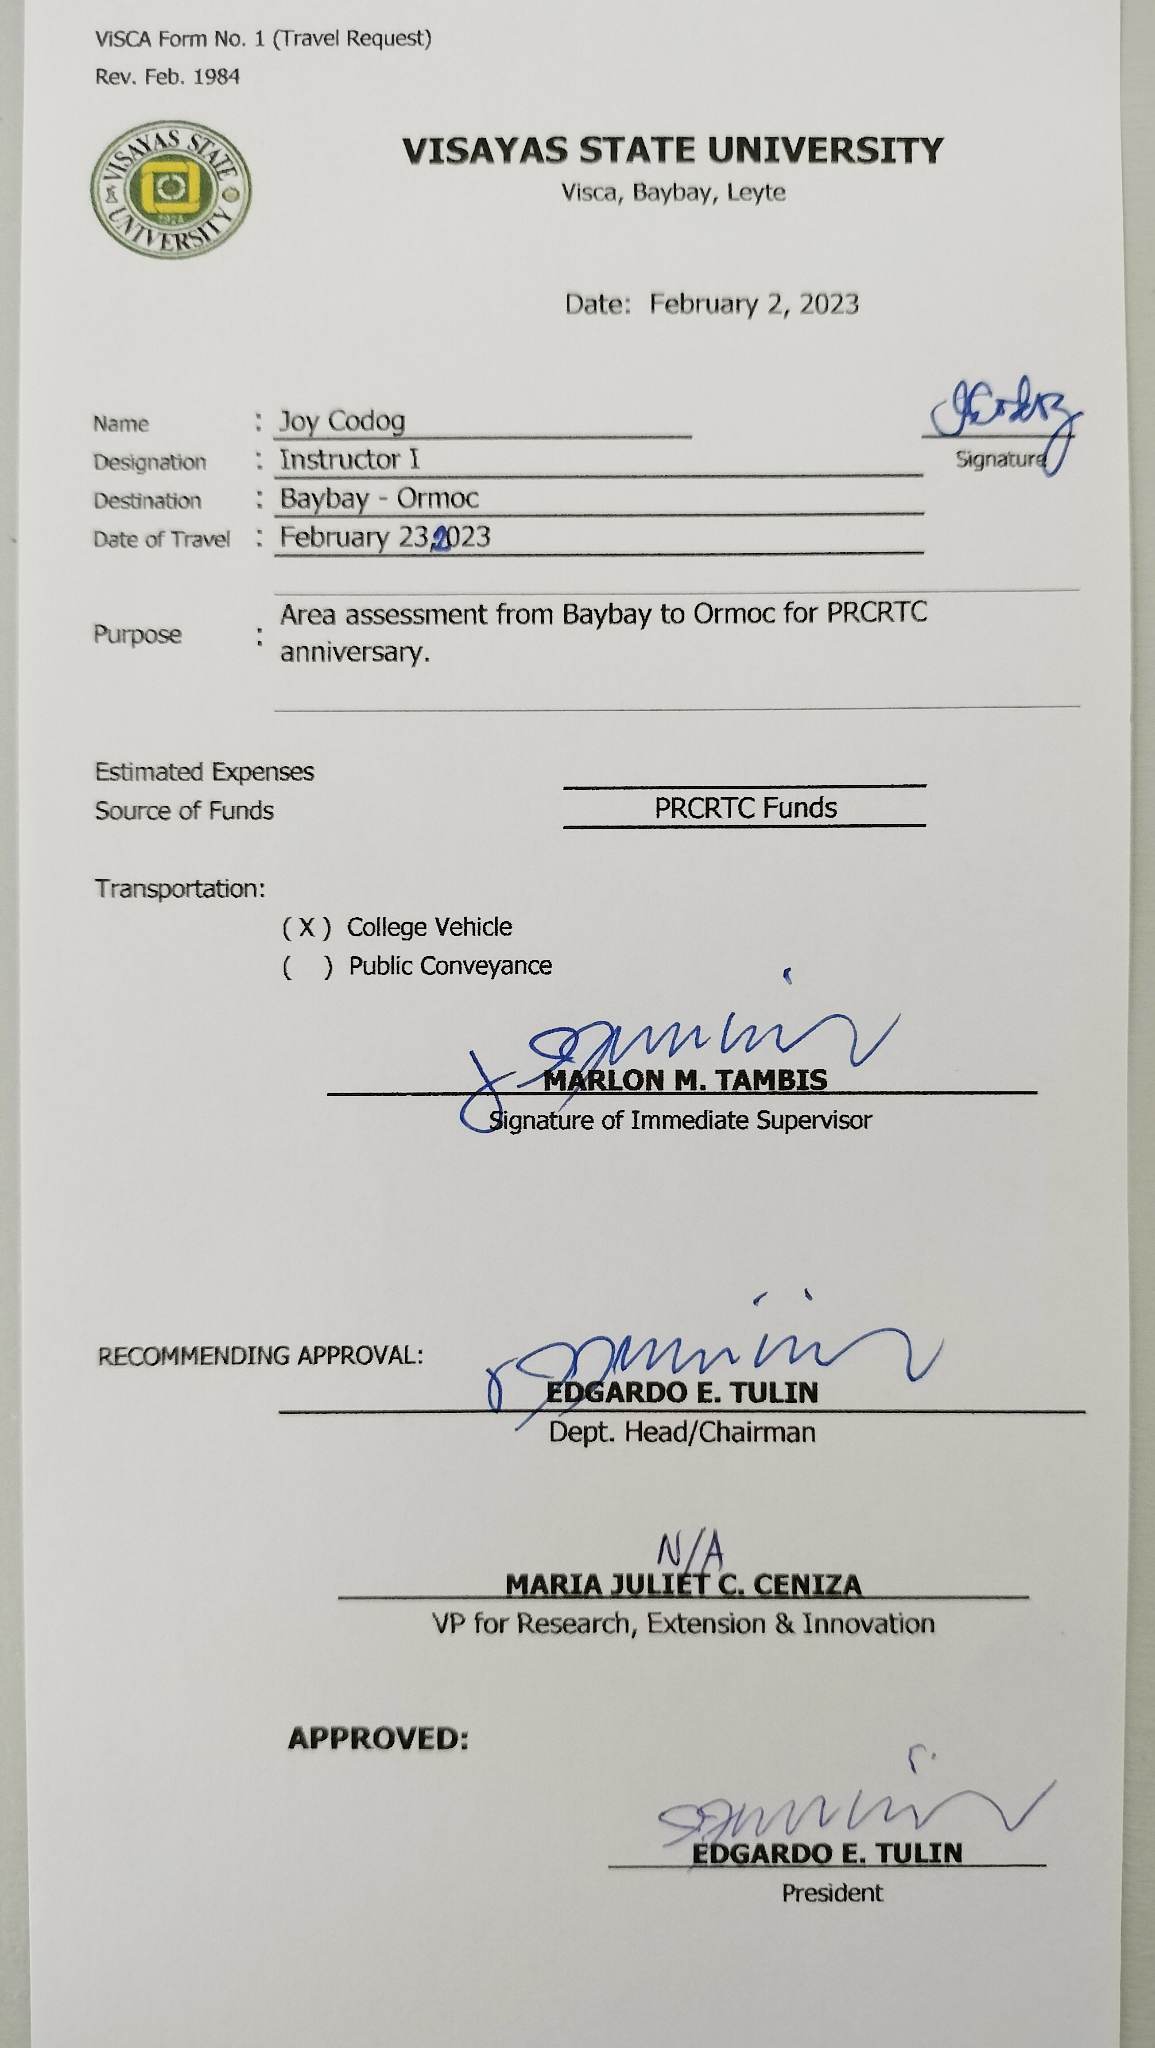 ViSCA Form No. 1 (Travel Request)
Rev. Feb. 1984
VISAYAS STATE UNIVERSITY
1924
VISAYAS STATE UNIVERSITY
Visca, Baybay, Leyte
Date: February 2, 2023
Name : Joy Codog
Signature
Designation : Instructor I
Destination : Baybay - Ormoc
Date of Travel : February 23,2023
Purpose : Area assessment from Baybay to Ormoc for PRCRTC
anniversary.
Estimated Expenses
Source of Funds PRCRTC Funds
Transportation:
( X ) College Vehicle
( ) Public Conveyance
MARLON M. TAMBIS
Signature of Immediate Supervisor
RECOMMENDING APPROVAL:
EDGARDO E. TULIN
Dept. Head/Chairman
N/A
MARIA JULIET C. CENIZA
VP for Research, Extension & Innovation
APPROVED:
EDGARDO E. TULIN
President